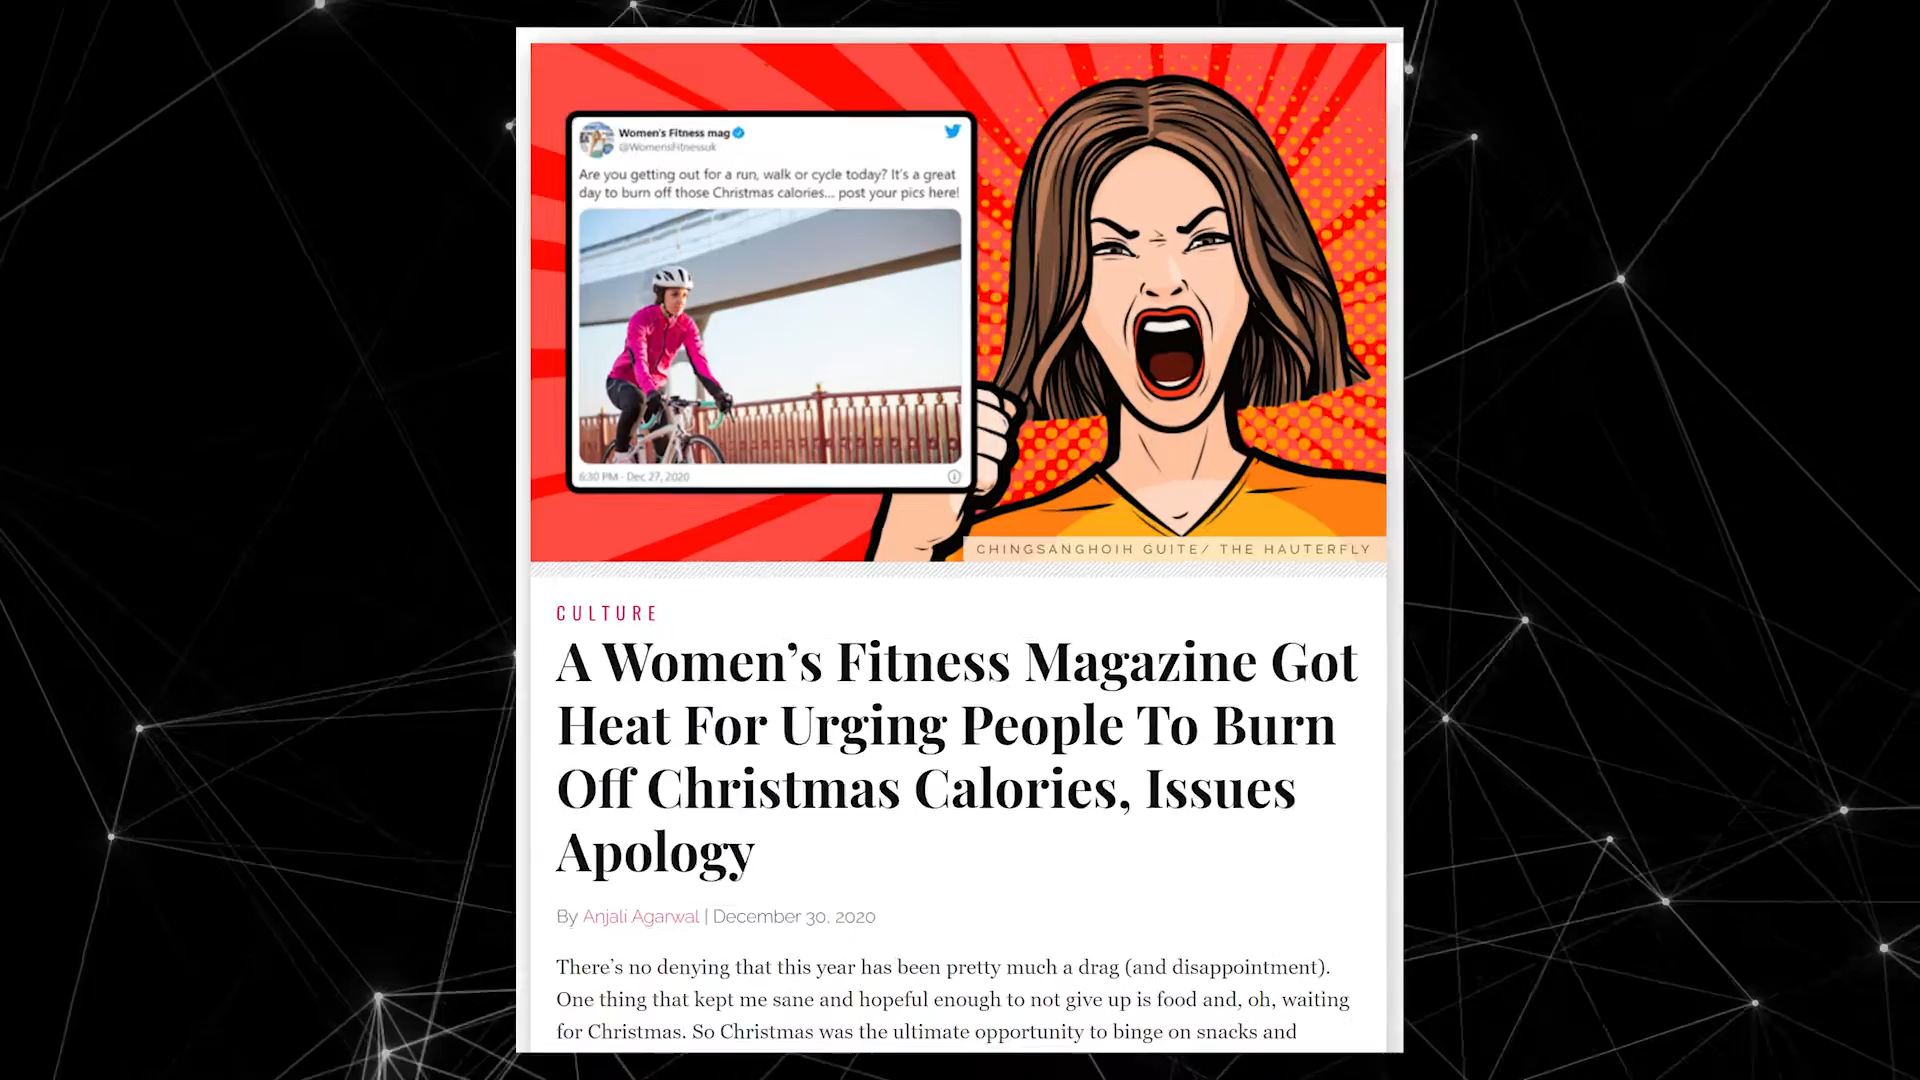 Women's Fitness mag
@WomensFitnessuk
Are you getting out for a run, walk or cycle today? It's a great
day to burn off those Christmas calories... post your pics here!
6:30 PM - Dec 27, 2020
CHINGSANGHOIH GUITE/ THE HAUTERFLY
CULTURE
A Women’s Fitness Magazine Got
Heat For Urging People To Burn
Off Christmas Calories, Issues
Apology
By Anjali Agarwal | December 30, 2020
There’s no denying that this year has been pretty much a drag (and disappointment).
One thing that kept me sane and hopeful enough to not give up is food and, oh, waiting
for Christmas. So Christmas was the ultimate opportunity to binge on snacks and